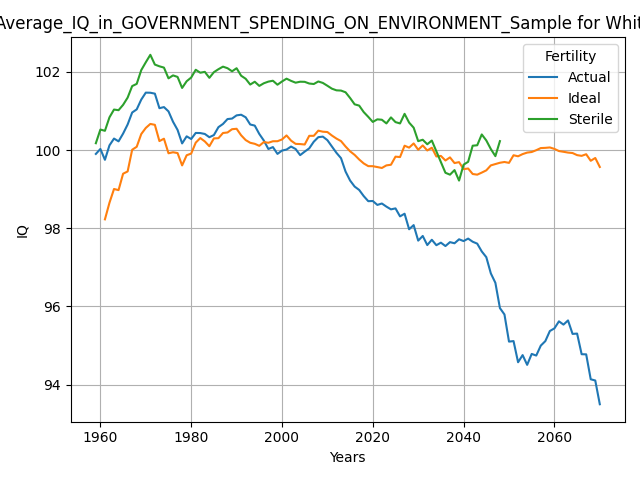 Average_IQ_in_GOVERNMENT_SPENDING_ON_ENVIRONMENT_Sample for Whit
Fertility
Actual
Ideal
Sterile
102
100
98
96
94
IQ
1960
1980
2000
2020
2040
2060
Years